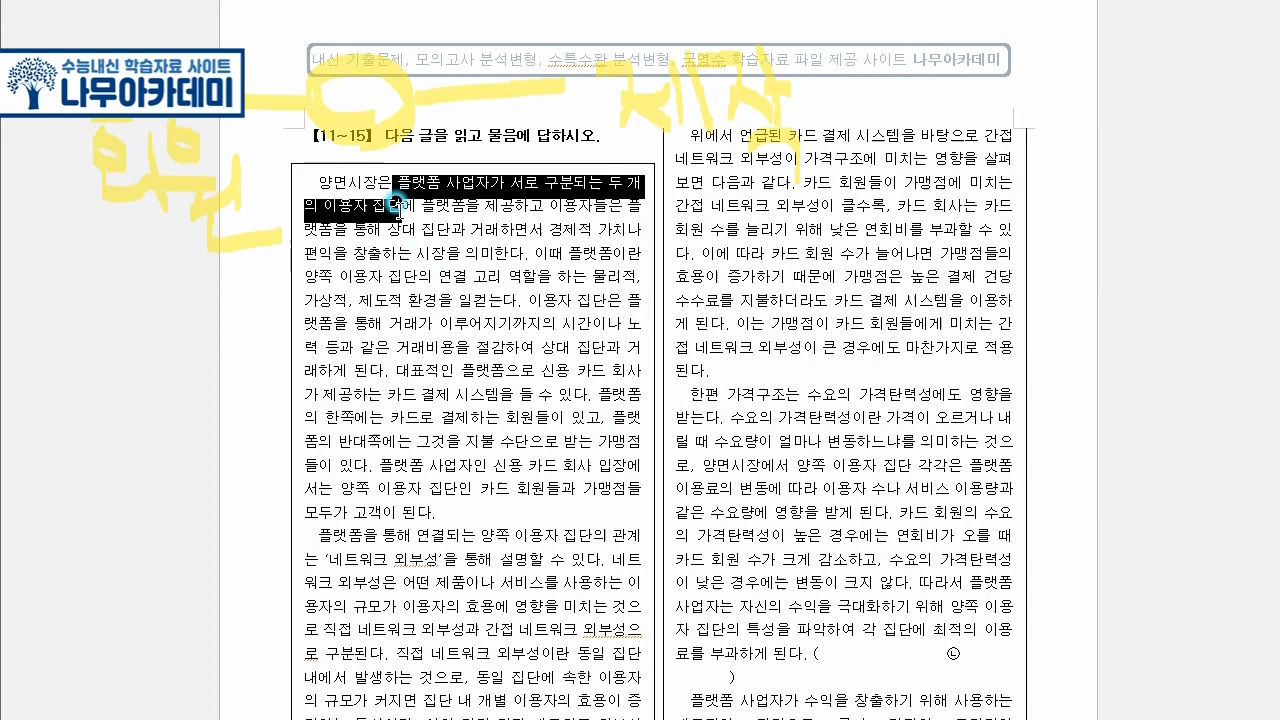 수능내신 학습자료 사이트
나무아카데미
내신 기출문제, 모의고사 분석변형, 소특소완 분석변형, 국면수 학습자료 파일 제공 사이트 나무아카데미
【11~15】 다음 글을 읽고 물음에 답하시오.
양면시장은 플랫폼 사업자가 서로 구분되는 두 개
의 이용자 집단에 플랫폼을 제공하고 이용자들은 플
랫폼을 통해 상대 집단과 거래하면서 경제적 가치나
편익을 창출하는 시장을 의미한다. 이때 플랫폼이란
양쪽 이용자 집단의 연결 고리 역할을 하는 물리적,
가상적, 제도적 환경을 일컫는다. 이용자 집단은 플
랫폼을 통해 거래가 이루어지기까지의 시간이나 노
력 등과 같은 거래비용을 절감하여 상대 집단과 거
래하게 된다. 대표적인 플랫폼으로 신용 카드 회사
가 제공하는 카드 결제 시스템을 들 수 있다. 플랫폼
의 한쪽에는 카드로 결제하는 회원들이 있고, 플랫
폼의 반대쪽에는 그것을 지불 수단으로 받는 가맹점
들이 있다. 플랫폼 사업자인 신용 카드 회사 입장에
서는 양쪽 이용자 집단인 카드 회원들과 가맹점들
모두가 고객이 된다.
플랫폼을 통해 연결되는 양쪽 이용자 집단의 관계
는 ‘네트워크 외부성’을 통해 설명할 수 있다. 네트
워크 외부성은 어떤 제품이나 서비스를 사용하는 이
용자의 규모가 이용자의 효용에 영향을 미치는 것으
로 직접 네트워크 외부성과 간접 네트워크 외부성으
로 구분된다. 직접 네트워크 외부성이란 동일 집단
내에서 발생하는 것으로, 동일 집단에 속한 이용자
의 규모가 커지면 집단 내 개별 이용자의 효용이 증
위에서 언급된 카드 결제 시스템을 바탕으로 간접
네트워크 외부성이 가격구조에 미치는 영향을 살펴
보면 다음과 같다. 카드 회원들이 가맹점에 미치는
간접 네트워크 외부성이 클수록, 카드 회사는 카드
회원 수를 늘리기 위해 낮은 연회비를 부과할 수 있
다. 이에 따라 카드 회원 수가 늘어나면 가맹점들의
효용이 증가하기 때문에 가맹점은 높은 결제 건당
수수료를 지불하더라도 카드 결제 시스템을 이용하
게 된다. 이는 가맹점이 카드 회원들에게 미치는 간
접 네트워크 외부성이 큰 경우에도 마찬가지로 적용
된다.
한편 가격구조는 수요의 가격탄력성에도 영향을
받는다. 수요의 가격탄력성이란 가격이 오르거나 내
릴 때 수요량이 얼마나 변동하느냐를 의미하는 것으
로, 양면시장에서 양쪽 이용자 집단 각각은 플랫폼
이용료의 변동에 따라 이용자 수나 서비스 이용량과
같은 수요량에 영향을 받게 된다. 카드 회원의 수요
의 가격탄력성이 높은 경우에는 연회비가 오를 때
카드 회원 수가 크게 감소하고, 수요의 가격탄력성
이 낮은 경우에는 변동이 크지 않다. 따라서 플랫폼
사업자는 자신의 수익을 극대화하기 위해 양쪽 이용
자 집단의 특성을 파악하여 각 집단에 최적의 이용
료를 부과하게 된다. ( ㉡
)
플랫폼 사업자가 수익을 창출하기 위해 사용하는